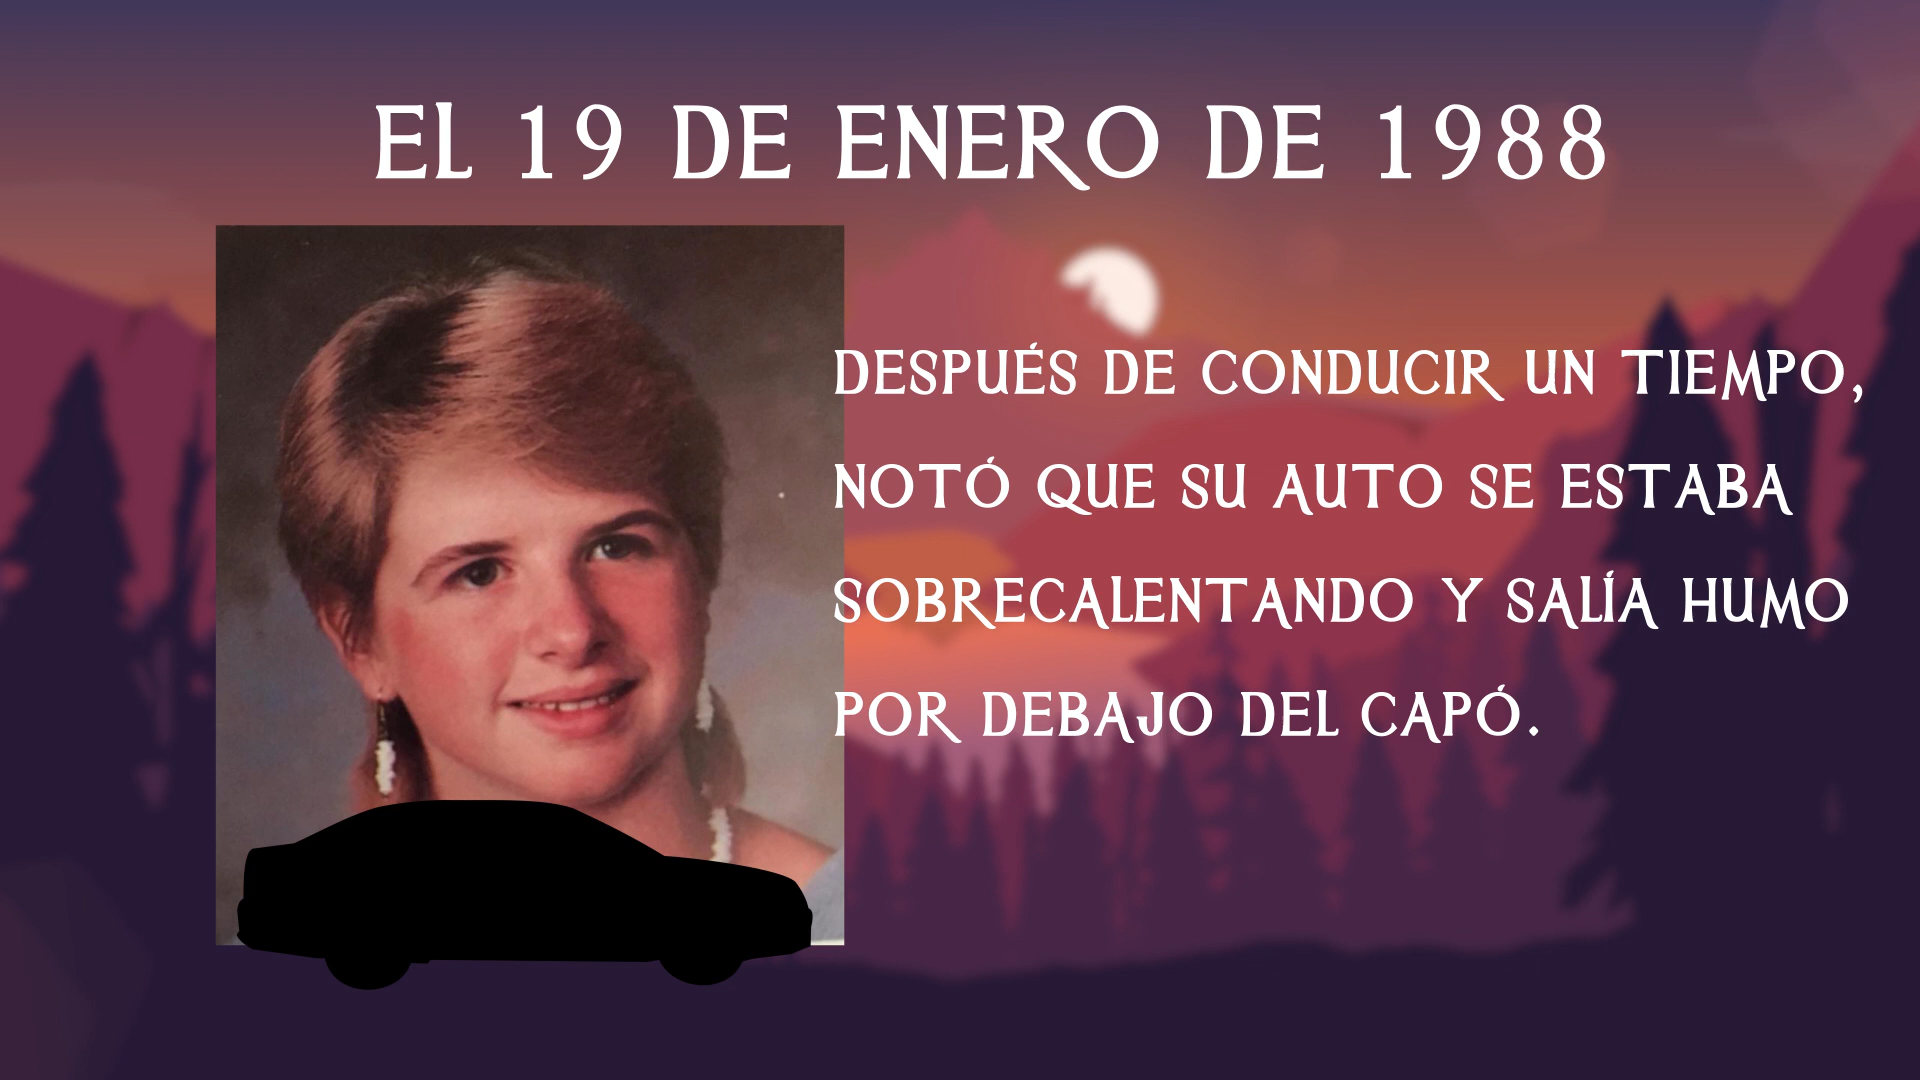 EL 19 DE ENERO DE 1988
DESPUÉS DE CONDUCIR UN TIEMPO,
NOTÓ QUE SU AUTO SE ESTABA
SOBRECALENTANDO Y SALÍA HUMO
POR DEBAJO DEL CAPÓ.